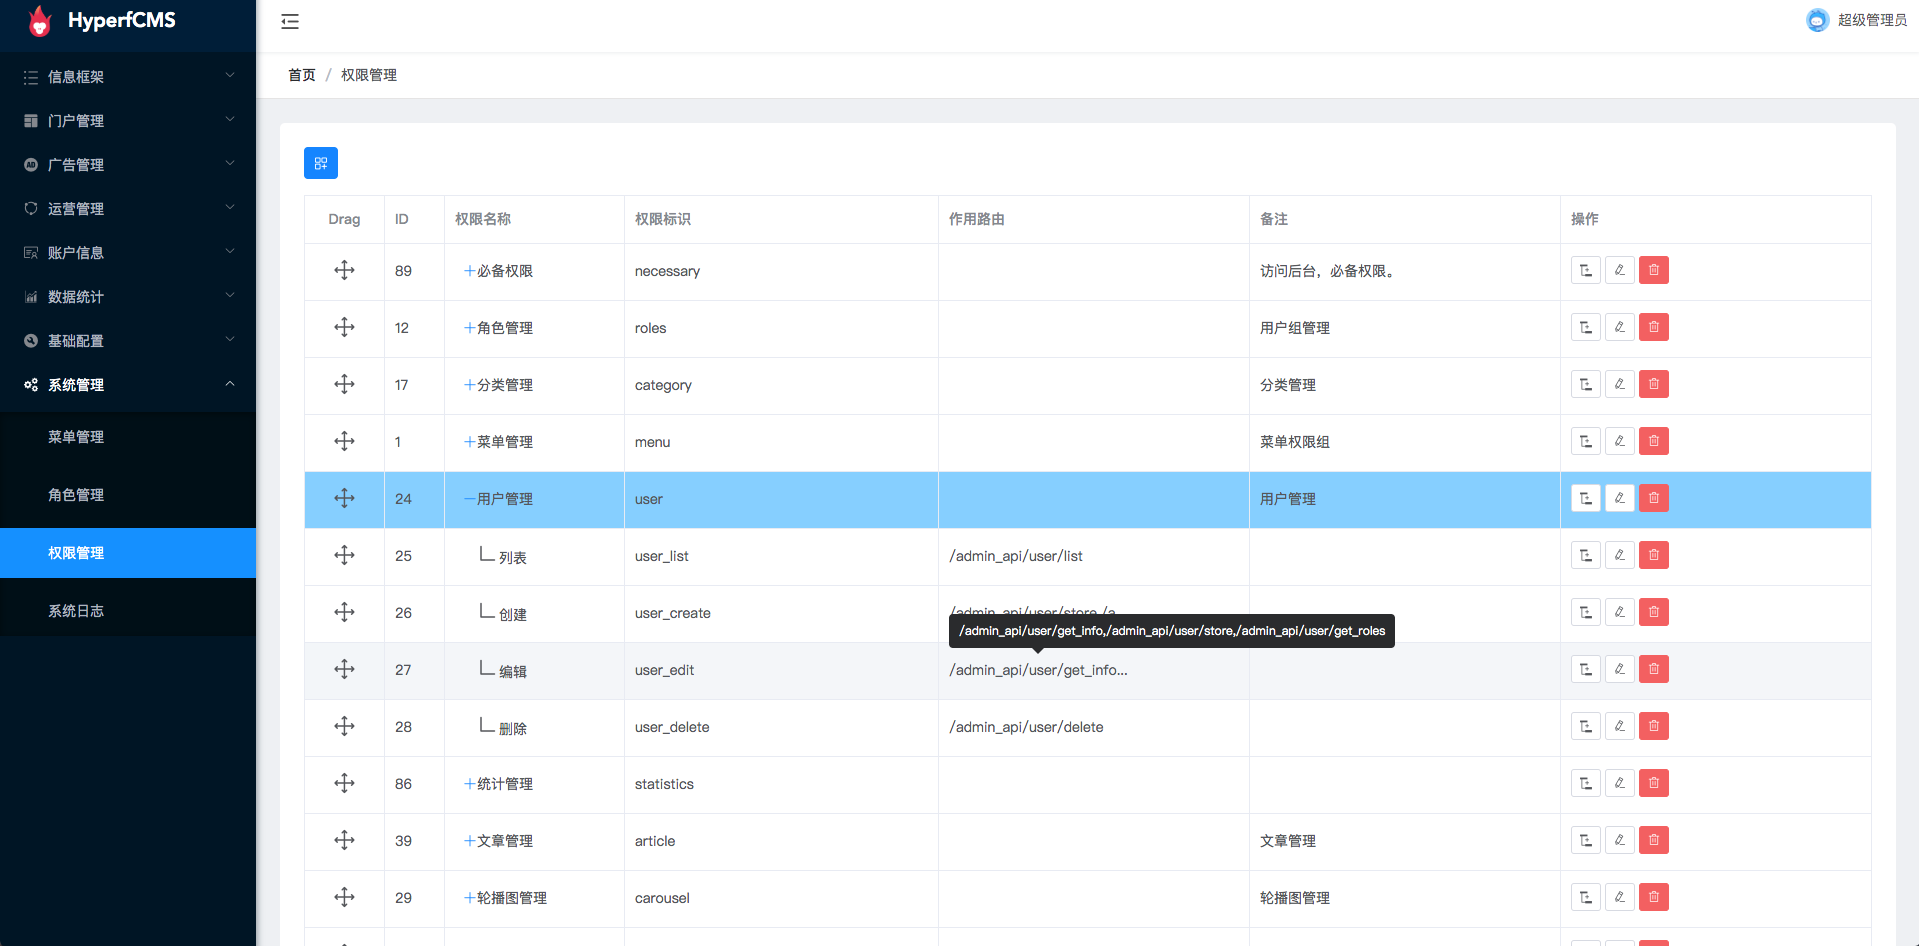 HyperfCMS
超级管理员
首页 / 权限管理
信息框架
门户管理
广告管理
运营管理
账户信息
数据统计
基础配置
系统管理
菜单管理
角色管理
权限管理
系统日志
Drag ID 权限名称 权限标识 作用路由 备注 操作
89 必备权限 necessary 访问后台，必备权限。
12 角色管理 roles 用户组管理
17 分类管理 category 分类管理
1 菜单管理 menu 菜单权限组
24 用户管理 user 用户管理
25 列表 user_list /admin_api/user/list
26 创建 user_create /admin_api/user/store,/a
/admin_api/user/get_info,/admin_api/user/store,/admin_api/user/get_roles
27 编辑 user_edit /admin_api/user/get_info...
28 删除 user_delete /admin_api/user/delete
86 统计管理 statistics
39 文章管理 article 文章管理
29 轮播图管理 carousel 轮播图管理